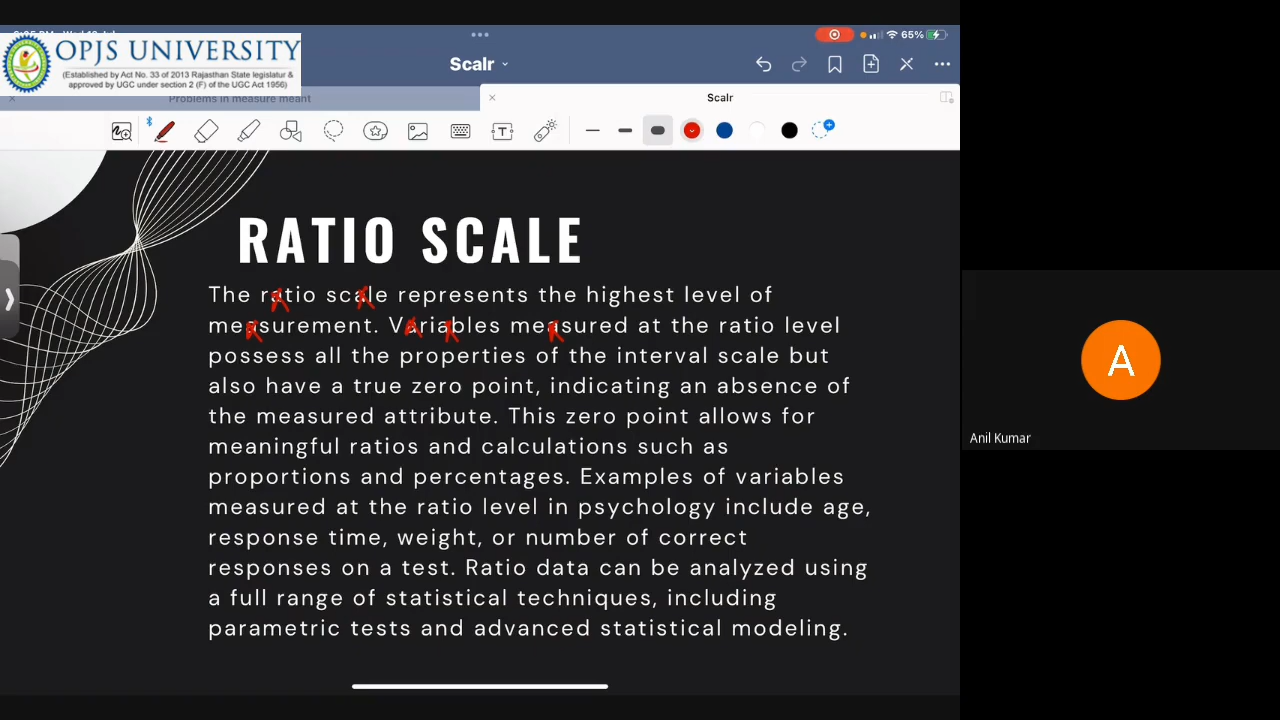 OPJS UNIVERSITY
(Established by Act No. 33 of 2013 Rajasthan State legislatur &
approved by UGC under section 2 (F) of the UGC Act 1956)
65%
Scalr
Problems in measure meant
Scalr
RATIO SCALE
The ratio scale represents the highest level of
measurement. Variables measured at the ratio level
possess all the properties of the interval scale but
also have a true zero point, indicating an absence of
the measured attribute. This zero point allows for
meaningful ratios and calculations such as
proportions and percentages. Examples of variables
measured at the ratio level in psychology include age,
response time, weight, or number of correct
responses on a test. Ratio data can be analyzed using
a full range of statistical techniques, including
parametric tests and advanced statistical modeling.
A
Anil Kumar